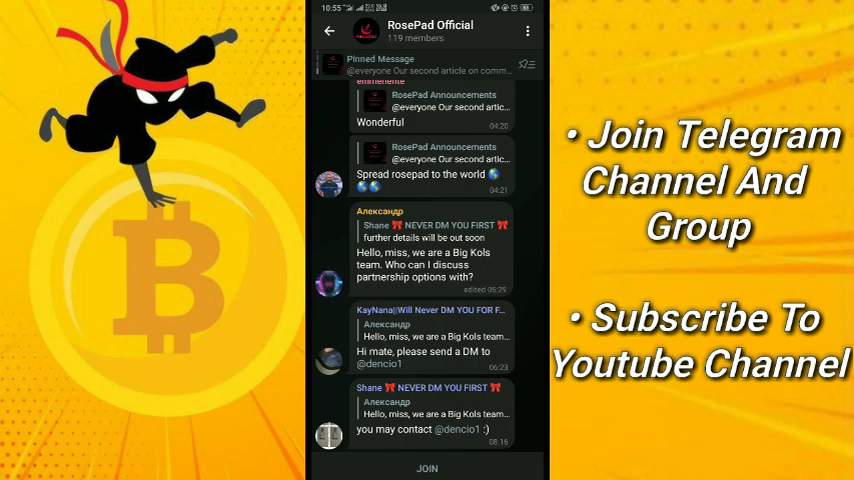 10:55
RosePad Official
119 members
Pinned Message
@everyone Our second article on comm...
emmenente
RosePad Announcements
@everyone Our second artic...
Wonderful
04:20
RosePad Announcements
@everyone Our second artic...
Spread rosepad to the world 🌎
🌎🌎
04:21
Александр
Shane 🎀 NEVER DM YOU FIRST 🎀
further details will be out soon
Hello, miss, we are a Big Kols
team. Who can I discuss
partnership options with?
edited 05:29
KayNana||Will Never DM YOU FOR F...
Александр
Hello, miss, we are a Big Kols team...
Hi mate, please send a DM to
@dencio1
06:23
Shane 🎀 NEVER DM YOU FIRST 🎀
Александр
Hello, miss, we are a Big Kols team...
you may contact @dencio1 :)
08:16
JOIN
• Join Telegram
Channel And
Group
• Subscribe To
Youtube Channel